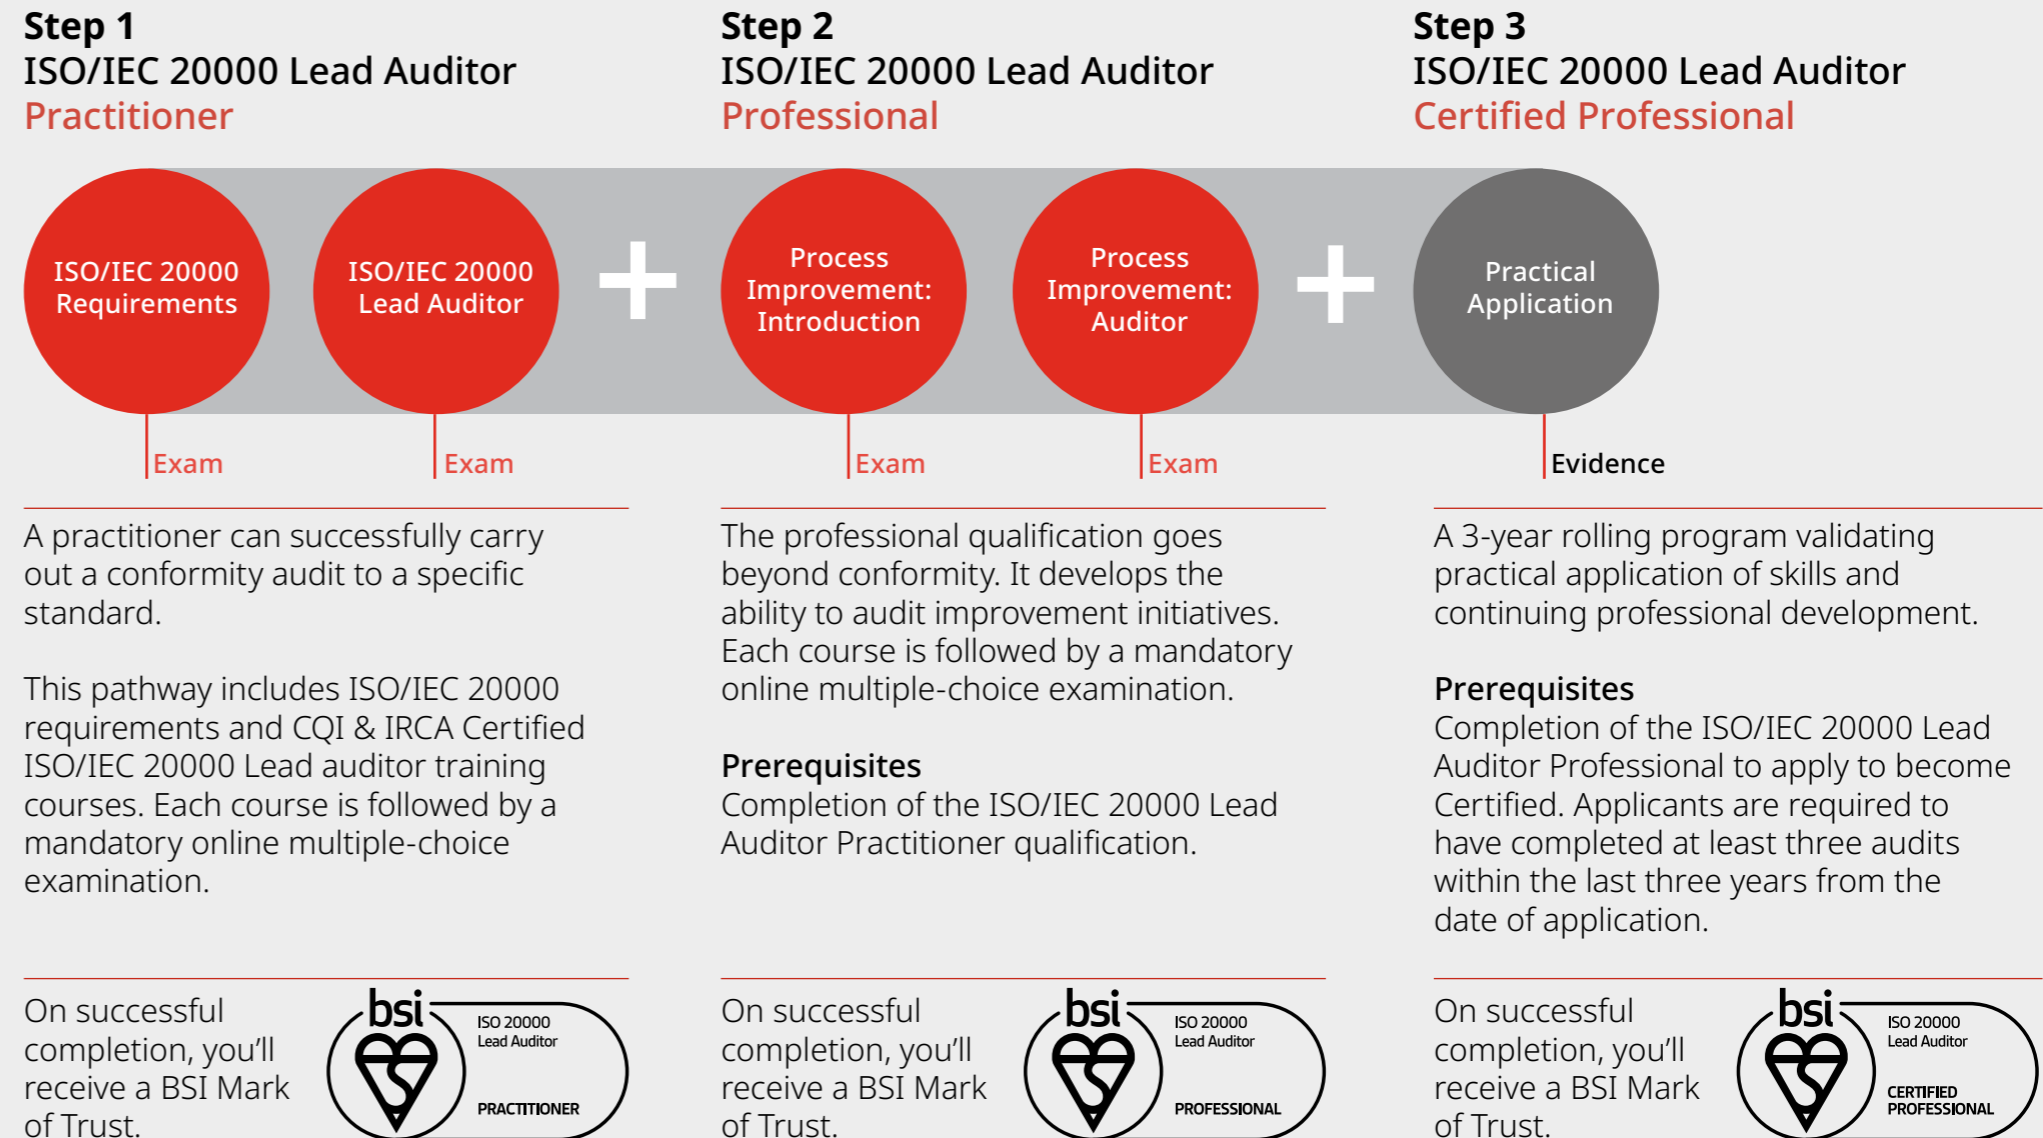 Step 1
ISO/IEC 20000 Lead Auditor
Practitioner
Step 2
ISO/IEC 20000 Lead Auditor
Professional
Step 3
ISO/IEC 20000 Lead Auditor
Certified Professional
ISO/IEC 20000
Requirements
ISO/IEC 20000
Lead Auditor
+
Process
Improvement:
Introduction
Process
Improvement:
Auditor
+
Practical
Application
Exam
Exam
Exam
Exam
Evidence
A practitioner can successfully carry
out a conformity audit to a specific
standard.
This pathway includes ISO/IEC 20000
requirements and CQI & IRCA Certified
ISO/IEC 20000 Lead auditor training
courses. Each course is followed by a
mandatory online multiple-choice
examination.
The professional qualification goes
beyond conformity. It develops the
ability to audit improvement initiatives.
Each course is followed by a mandatory
online multiple-choice examination.
Prerequisites
Completion of the ISO/IEC 20000 Lead
Auditor Practitioner qualification.
A 3-year rolling program validating
practical application of skills and
continuing professional development.
Prerequisites
Completion of the ISO/IEC 20000 Lead
Auditor Professional to apply to become
Certified. Applicants are required to
have completed at least three audits
within the last three years from the
date of application.
On successful
completion, you'll
receive a BSI Mark
of Trust.
bsi
ISO 20000
Lead Auditor
PRACTITIONER
On successful
completion, you'll
receive a BSI Mark
of Trust.
bsi
ISO 20000
Lead Auditor
PROFESSIONAL
On successful
completion, you'll
receive a BSI Mark
of Trust.
bsi
ISO 20000
Lead Auditor
CERTIFIED
PROFESSIONAL